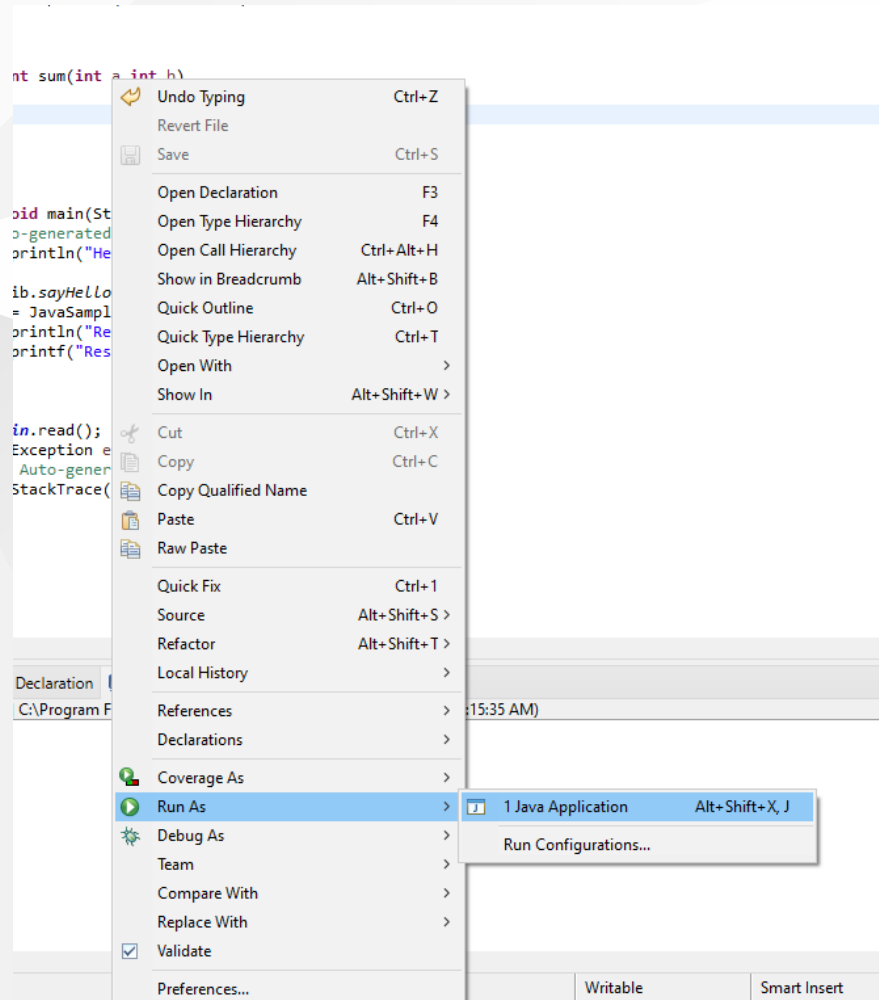 nt sum(int a,int b)
Undo Typing Ctrl+Z
Revert File
Save Ctrl+S
Open Declaration F3
oid main(St
Open Type Hierarchy F4
o-generated
Open Call Hierarchy Ctrl+Alt+H
println("He
Show in Breadcrumb Alt+Shift+B
ib.sayHello
Quick Outline Ctrl+O
= JavaSampl
Quick Type Hierarchy Ctrl+T
println("Re
Open With >
printf("Res
Show In Alt+Shift+W >
in.read();
Cut Ctrl+X
Exception e
Copy Ctrl+C
Auto-gener
StackTrace(
Copy Qualified Name
Paste Ctrl+V
Raw Paste
Quick Fix Ctrl+1
Source Alt+Shift+S >
Refactor Alt+Shift+T >
Local History >
Declaration
C:\Program F
:15:35 AM)
References >
Declarations >
Coverage As >
Run As >
1 Java Application Alt+Shift+X, J
Debug As >
Run Configurations...
Team >
Compare With >
Replace With >
Validate
Preferences...
Writable
Smart Insert